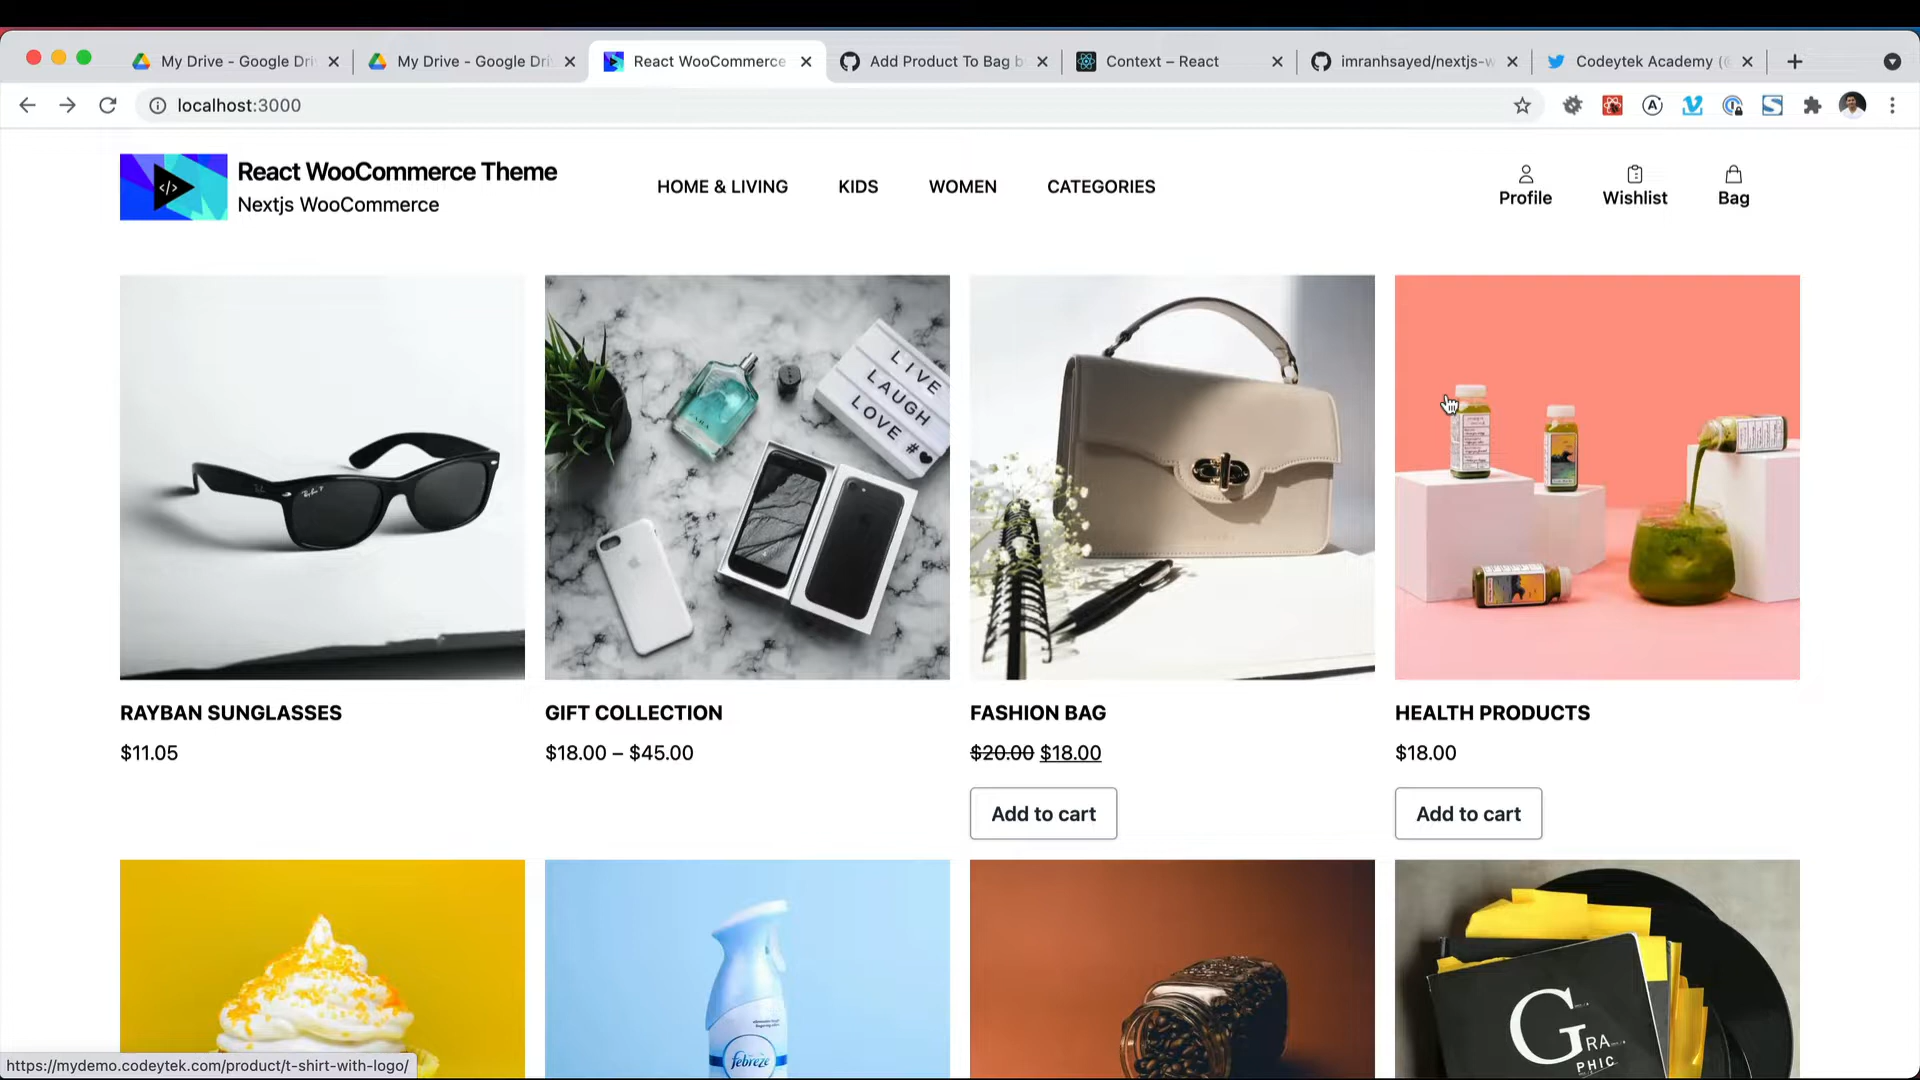 My Drive - Google Dri
My Drive - Google Dri
React WooCommerce
Add Product To Bag b
Context – React
imranhsayed/nextjs-w
Codeytek Academy (
localhost:3000
</>
React WooCommerce Theme
Nextjs WooCommerce
HOME & LIVING
KIDS
WOMEN
CATEGORIES
Profile
Wishlist
Bag
Ray-Ban
LIVE
LAUGH
LOVE #
RAYBAN SUNGLASSES
$11.05
GIFT COLLECTION
$18.00 – $45.00
FASHION BAG
$20.00 $18.00
Add to cart
HEALTH PRODUCTS
$18.00
Add to cart
febreze
G
RA
PHIC
https://mydemo.codeytek.com/product/t-shirt-with-logo/